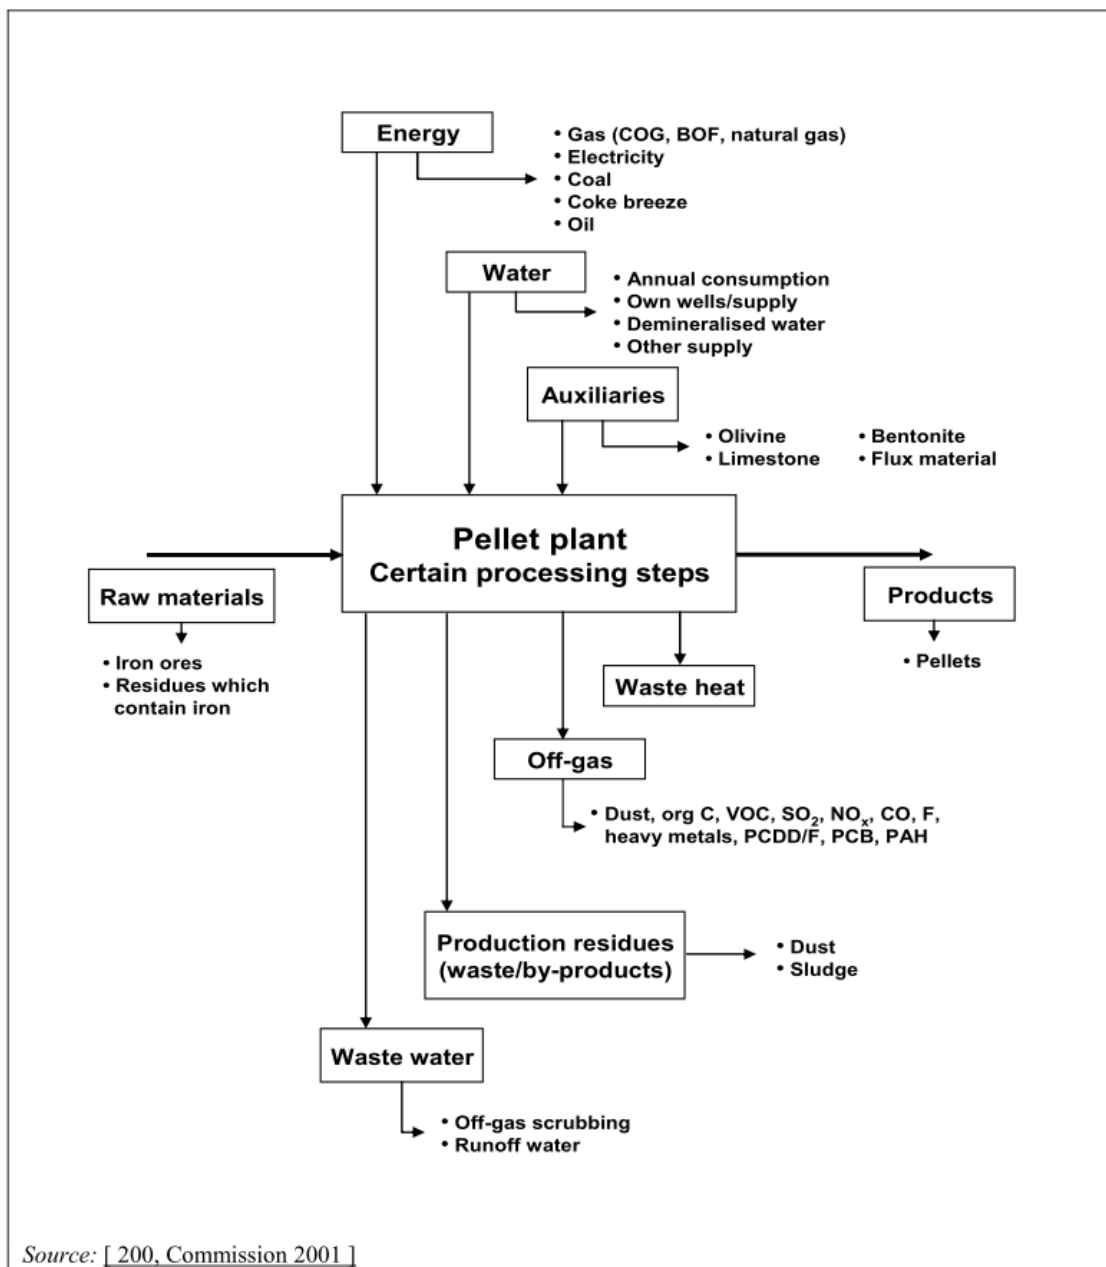 Energy
• Gas (COG, BOF, natural gas)
• Electricity
• Coal
• Coke breeze
• Oil
Water
• Annual consumption
• Own wells/supply
• Demineralised water
• Other supply
Auxiliaries
• Olivine
• Limestone
• Bentonite
• Flux material
Pellet plant
Certain processing steps
Raw materials
• Iron ores
• Residues which
contain iron
Products
• Pellets
Waste heat
Off-gas
• Dust, org C, VOC, SO₂, NOₓ, CO, F,
heavy metals, PCDD/F, PCB, PAH
Production residues
(waste/by-products)
• Dust
• Sludge
Waste water
• Off-gas scrubbing
• Runoff water
Source: [ 200, Commission 2001 ]